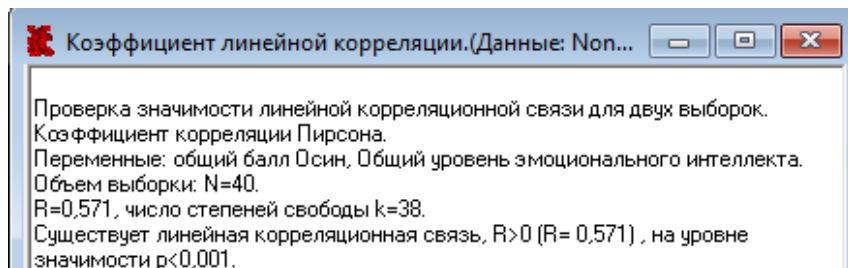 Коэффициент линейной корреляции.(Данные: Non...
Проверка значимости линейной корреляционной связи для двух выборок.
Коэффициент корреляции Пирсона.
Переменные: общий балл Осин, Общий уровень эмоционального интеллекта.
Объем выборки: N=40.
R=0,571, число степеней свободы k=38.
Существует линейная корреляционная связь, R>0 (R= 0,571) , на уровне
значимости p<0,001.